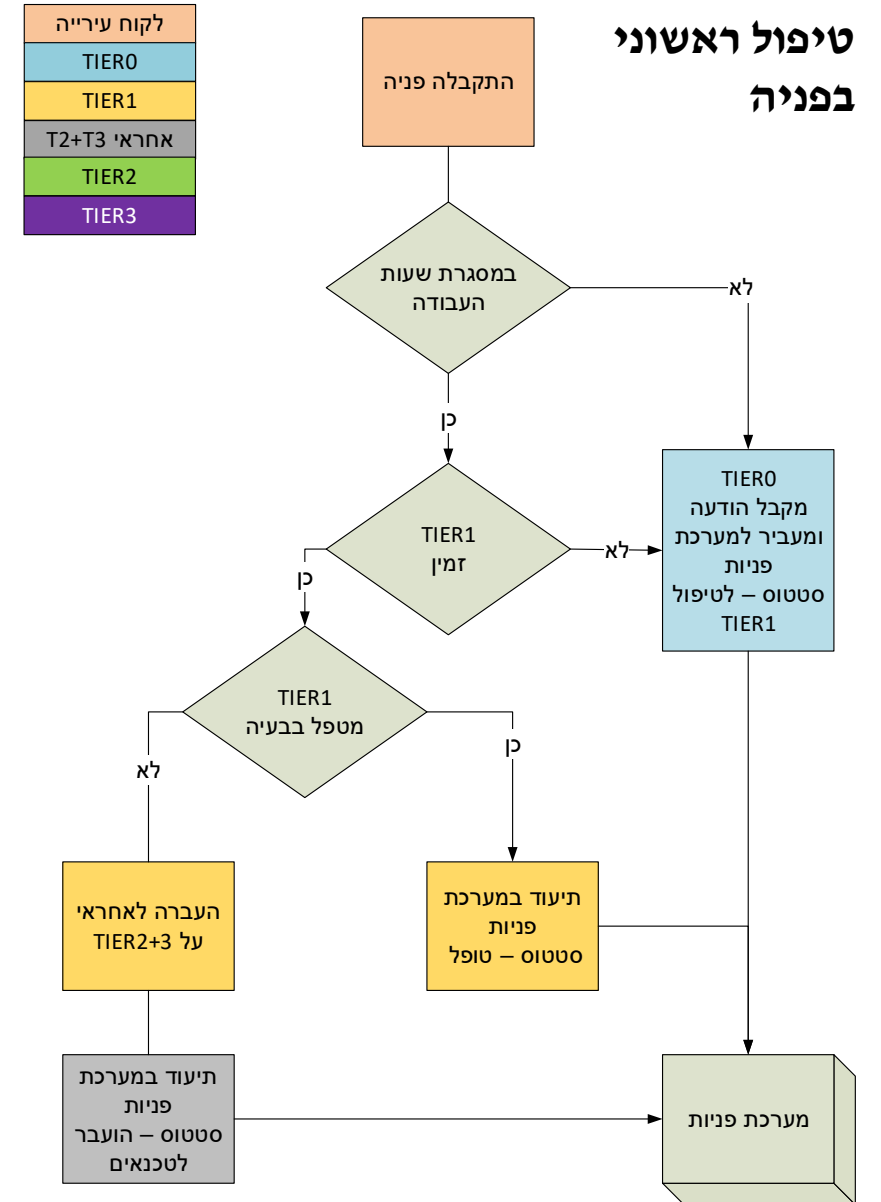 טיפול ראשוני
בפניה
לקוח עירייה
TIER0
TIER1
אחראי T2+T3
TIER2
TIER3
התקבלה פניה
במסגרת שעות
העבודה
לא
כן
TIER1
זמין
לא
כן
TIER0
מקבל הודעה
ומעביר למערכת
פניות
סטטוס – לטיפול
TIER1
TIER1
מטפל בבעיה
כן
לא
תיעוד במערכת
פניות
סטטוס – טופל
העברה לאחראי
על TIER2+3
תיעוד במערכת
פניות
סטטוס – הועבר
לטכנאים
מערכת פניות